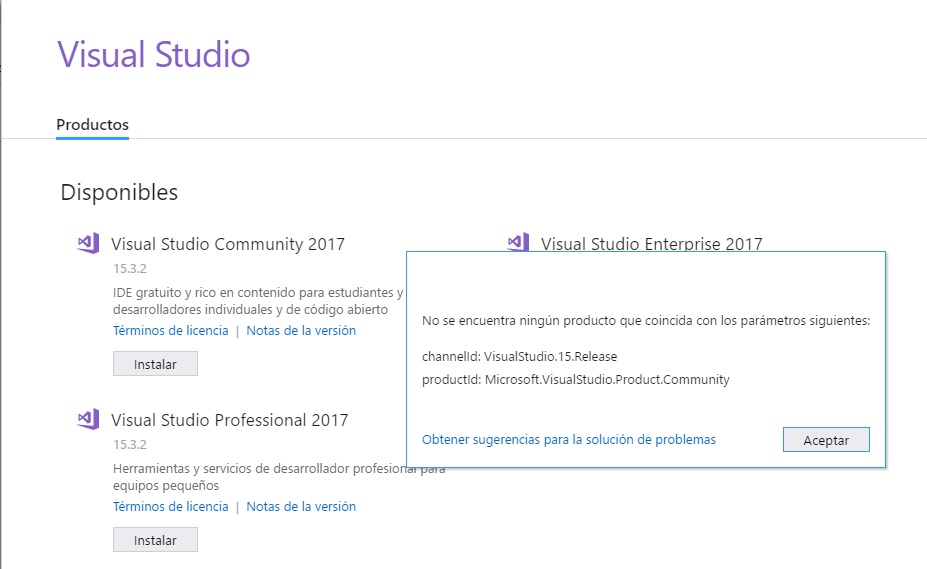 Visual Studio
Productos
Disponibles
Visual Studio Community 2017
15.3.2
IDE gratuito y rico en contenido para estudiantes y
desarrolladores individuales y de código abierto
Términos de licencia | Notas de la versión
Instalar
Visual Studio Enterprise 2017
No se encuentra ningún producto que coincida con los parámetros siguientes:
channelId: VisualStudio.15.Release
productId: Microsoft.VisualStudio.Product.Community
Obtener sugerencias para la solución de problemas
Aceptar
Visual Studio Professional 2017
15.3.2
Herramientas y servicios de desarrollador profesional para
equipos pequeños
Términos de licencia | Notas de la versión
Instalar